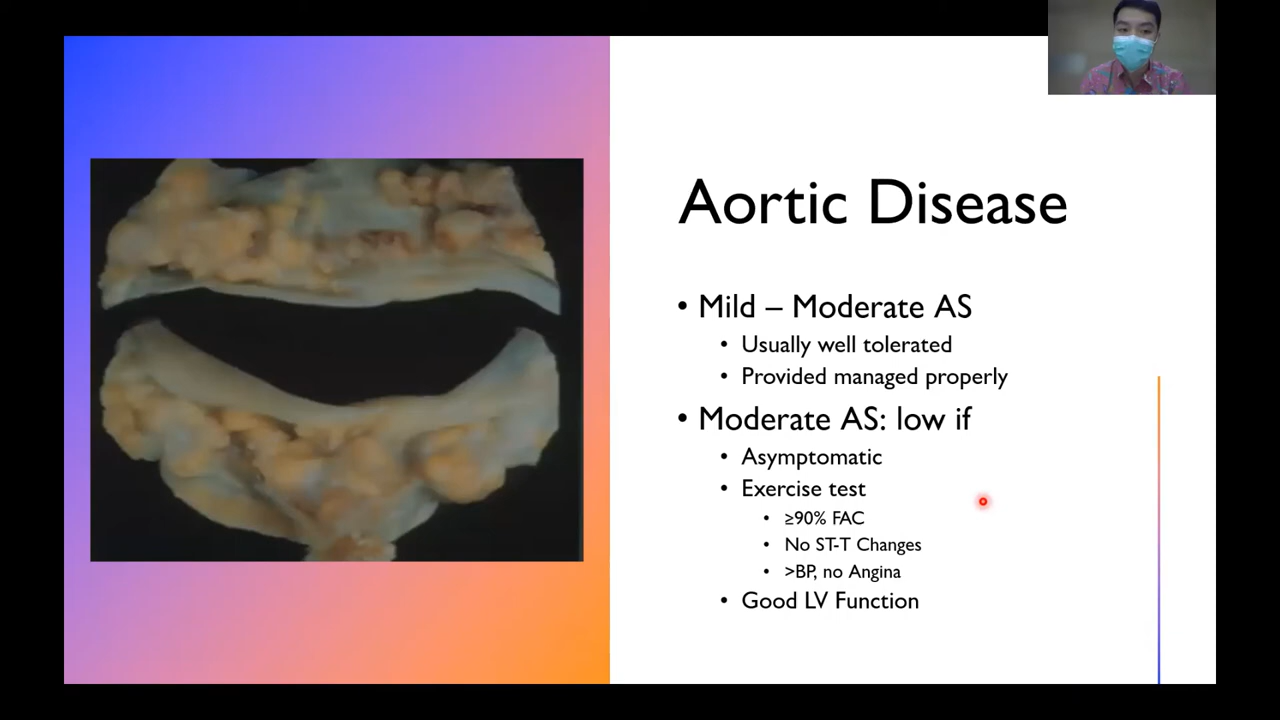 Aortic Disease
• Mild – Moderate AS
• Usually well tolerated
• Provided managed properly
• Moderate AS: low if
• Asymptomatic
• Exercise test
• ≥90% FAC
• No ST-T Changes
• >BP, no Angina
• Good LV Function